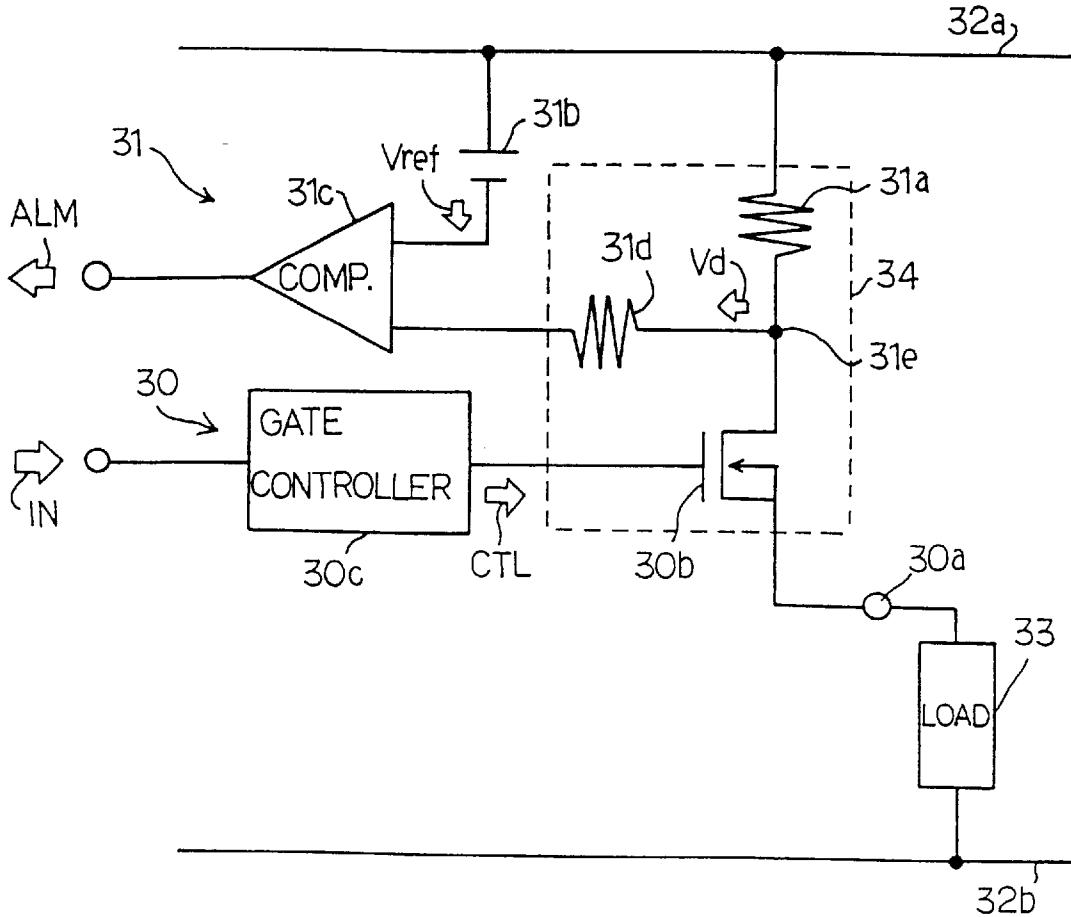 32a
31b
31
Vref
31c
31a
ALM
31d
Vd
34
COMP.
31e
30
GATE
CONTROLLER
IN
CTL
30c
30b
30a
33
LOAD
32b